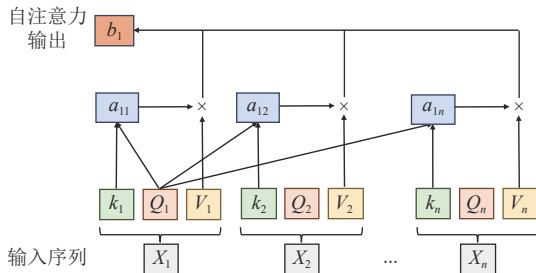 自注意力
输出
b1
a11 × a12 × a1n ×
k1 Q1 V1 k2 Q2 V2 kn Qn Vn
输入序列 X1 X2 ... Xn